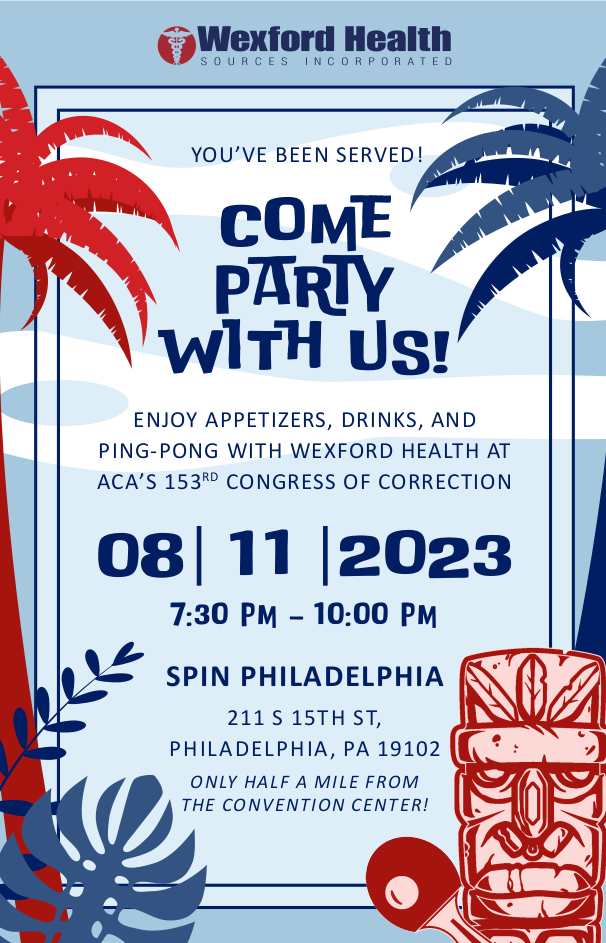 Wexford Health
SOURCES INCORPORATED
YOU'VE BEEN SERVED!
COME
PARTY
WITH US!
ENJOY APPETIZERS, DRINKS, AND
PING-PONG WITH WEXFORD HEALTH AT
ACA'S 153RD CONGRESS OF CORRECTION
08| 11 |2023
7:30 PM – 10:00 PM
SPIN PHILADELPHIA
211 S 15TH ST,
PHILADELPHIA, PA 19102
ONLY HALF A MILE FROM
THE CONVENTION CENTER!